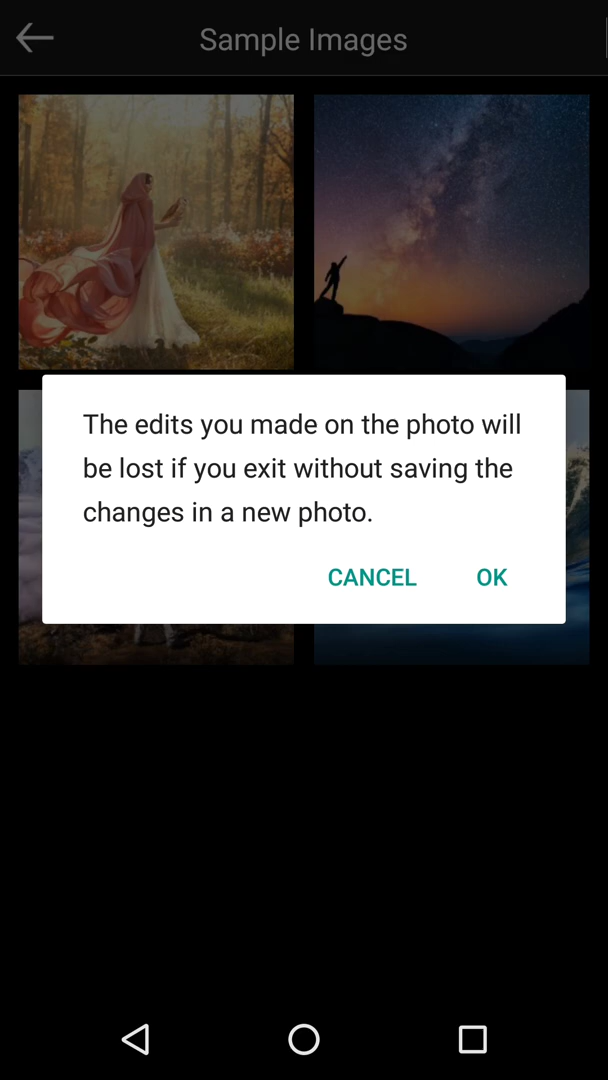 Sample Images
The edits you made on the photo will
be lost if you exit without saving the
changes in a new photo.
CANCEL OK